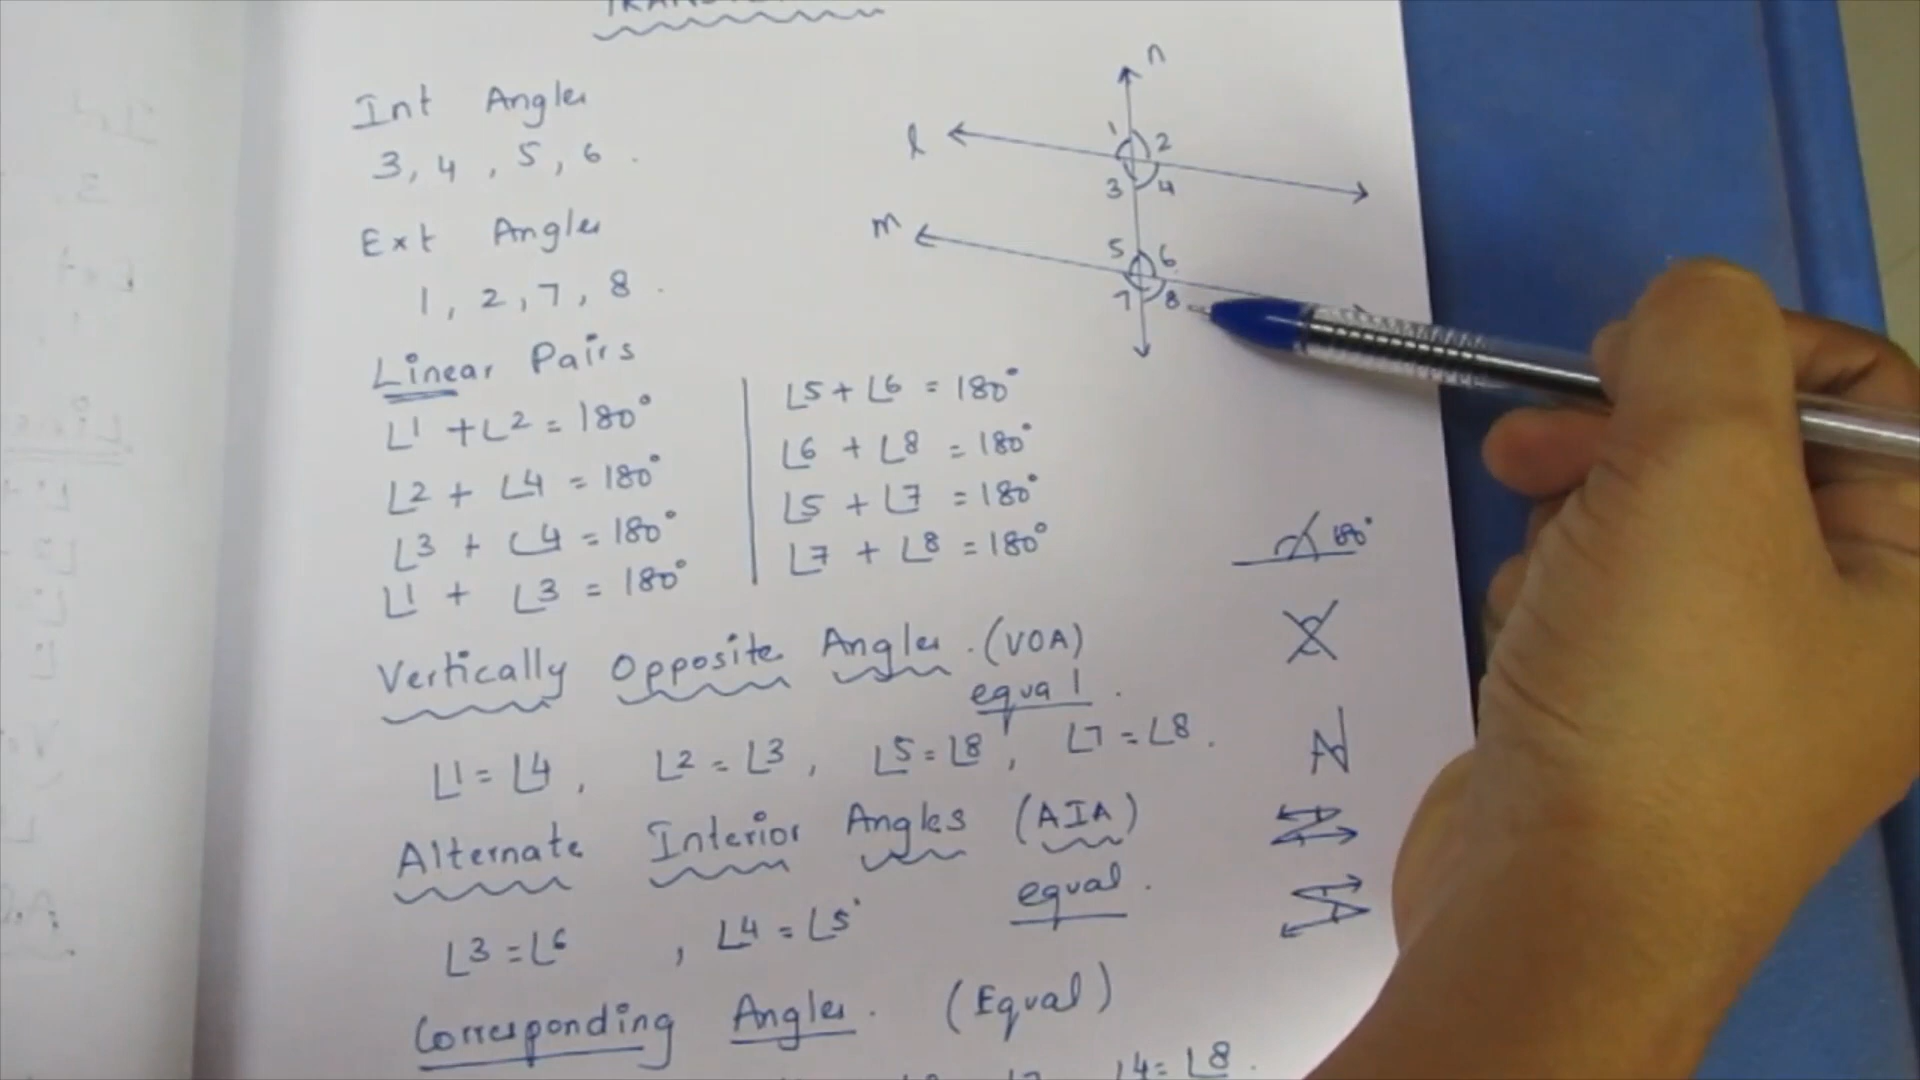 Int Angles
3, 4, 5, 6.
Ext Angles
1, 2, 7, 8.
Linear Pairs
∠1 + ∠2 = 180°
∠2 + ∠4 = 180°
∠3 + ∠4 = 180°
∠1 + ∠3 = 180°
∠5 + ∠6 = 180°
∠6 + ∠8 = 180°
∠5 + ∠7 = 180°
∠7 + ∠8 = 180°
n
l
1 2
3 4
m
5 6
7 8
180°
Vertically Opposite Angles. (VOA)
equal.
∠1 = ∠4, ∠2 = ∠3, ∠5 = ∠8, ∠7 = ∠8.
Alternate Interior Angles (AIA)
equal.
∠3 = ∠6, ∠4 = ∠5
Corresponding Angles. (Equal)
∠4 = ∠8.